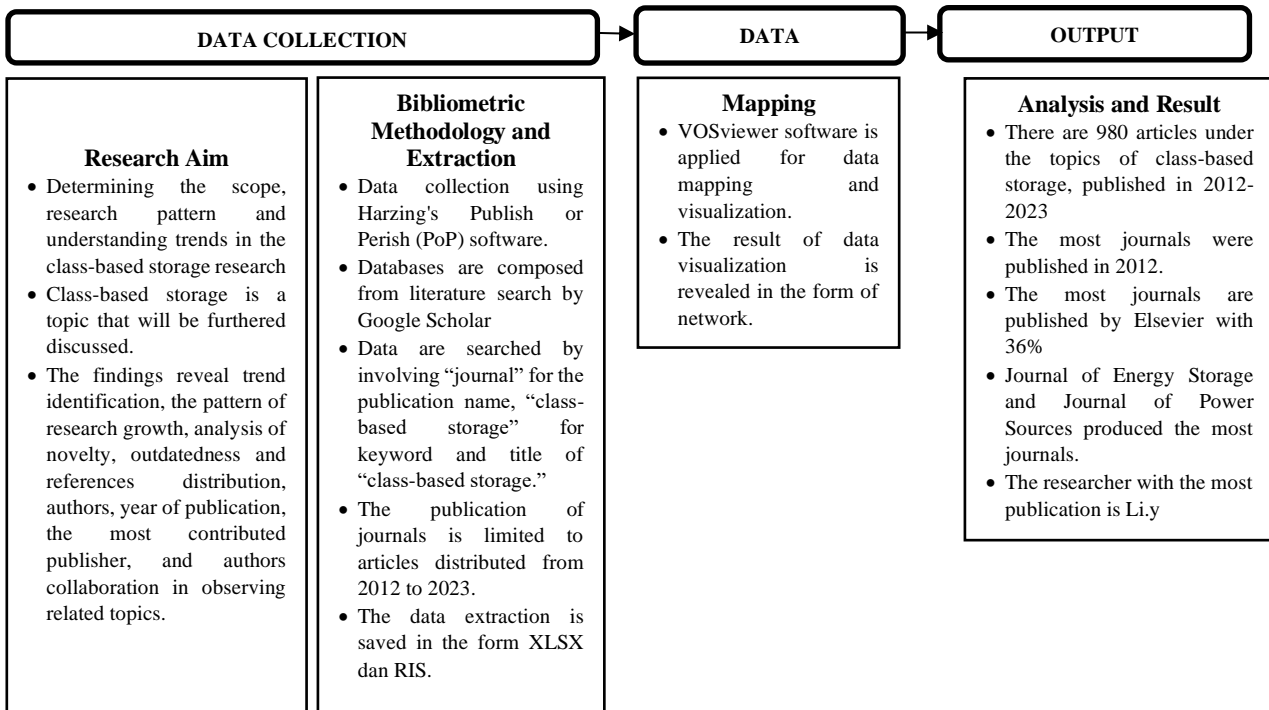 DATA COLLECTION
DATA
OUTPUT
Research Aim
• Determining the scope,
research pattern and
understanding trends in the
class-based storage research
• Class-based storage is a
topic that will be furthered
discussed.
• The findings reveal trend
identification, the pattern of
research growth, analysis of
novelty, outdatedness and
references distribution,
authors, year of publication,
the most contributed
publisher, and authors
collaboration in observing
related topics.
Bibliometric
Methodology and
Extraction
• Data collection using
Harzing's Publish or
Perish (PoP) software.
• Databases are composed
from literature search by
Google Scholar
• Data are searched by
involving “journal” for the
publication name, “class-
based storage” for
keyword and title of
“class-based storage.”
• The publication of
journals is limited to
articles distributed from
2012 to 2023.
• The data extraction is
saved in the form XLSX
dan RIS.
Mapping
• VOSviewer software is
applied for data
mapping and
visualization.
• The result of data
visualization is
revealed in the form of
network.
Analysis and Result
• There are 980 articles under
the topics of class-based
storage, published in 2012-
2023
• The most journals were
published in 2012.
• The most journals are
published by Elsevier with
36%
• Journal of Energy Storage
and Journal of Power
Sources produced the most
journals.
• The researcher with the most
publication is Li.y